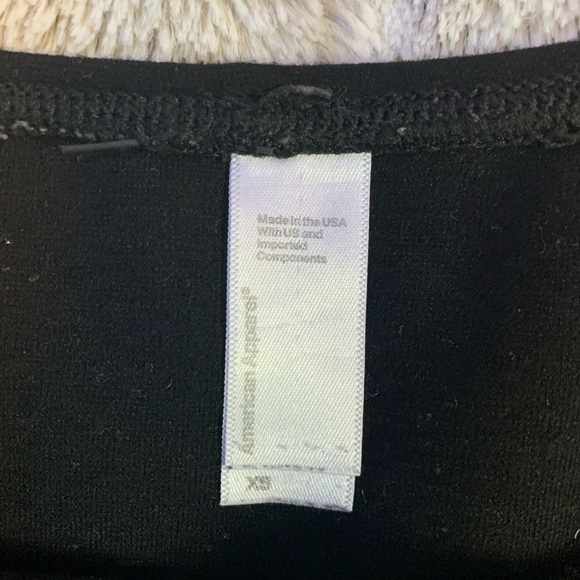 Made in the USA
With US and
Imported
Components
American Apparel®
XS